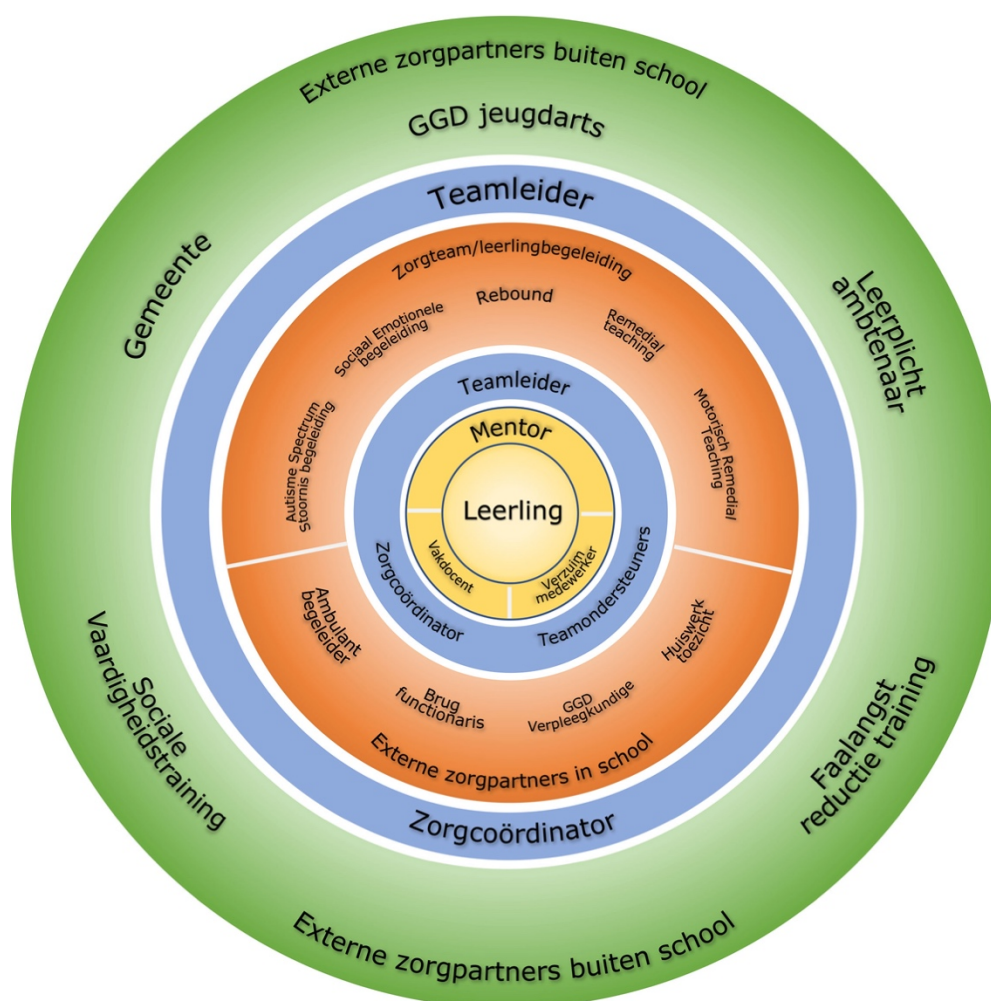 Externe zorgpartners buiten school
GGD jeugdarts
Teamleider
Gemeente
Leerplicht
ambtenaar
Zorgteam/leerlingbegeleiding
Rebound
Sociaal Emotionele
begeleiding
Remedial
teaching
Autisme Spectrum
Stoornis begeleiding
Motorisch Remedial
Teaching
Teamleider
Mentor
Leerling
Vakdocent
Verzuim
medewerker
Zorgcoördinator
Teamondersteuners
Ambulant
begeleider
Huiswerk
toezicht
Brug
functionaris
GGD
Verpleegkundige
Externe zorgpartners in school
Sociale
Vaardigheidstraining
Faalangst
reductie training
Zorgcoördinator
Externe zorgpartners buiten school